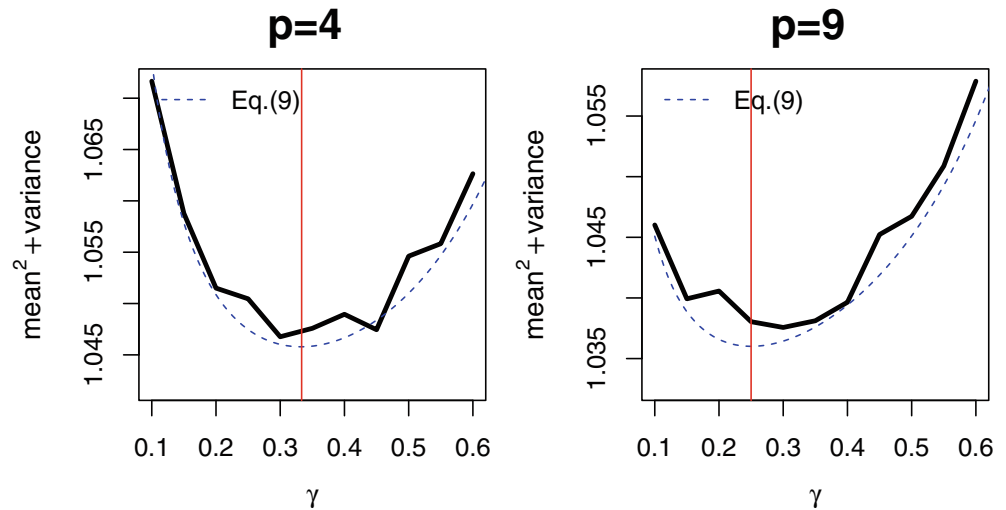 p=4
mean² + variance
1.045
1.055
1.065
Eq.(9)
0.1 0.2 0.3 0.4 0.5 0.6
γ
p=9
mean² + variance
1.035
1.045
1.055
Eq.(9)
0.1 0.2 0.3 0.4 0.5 0.6
γ